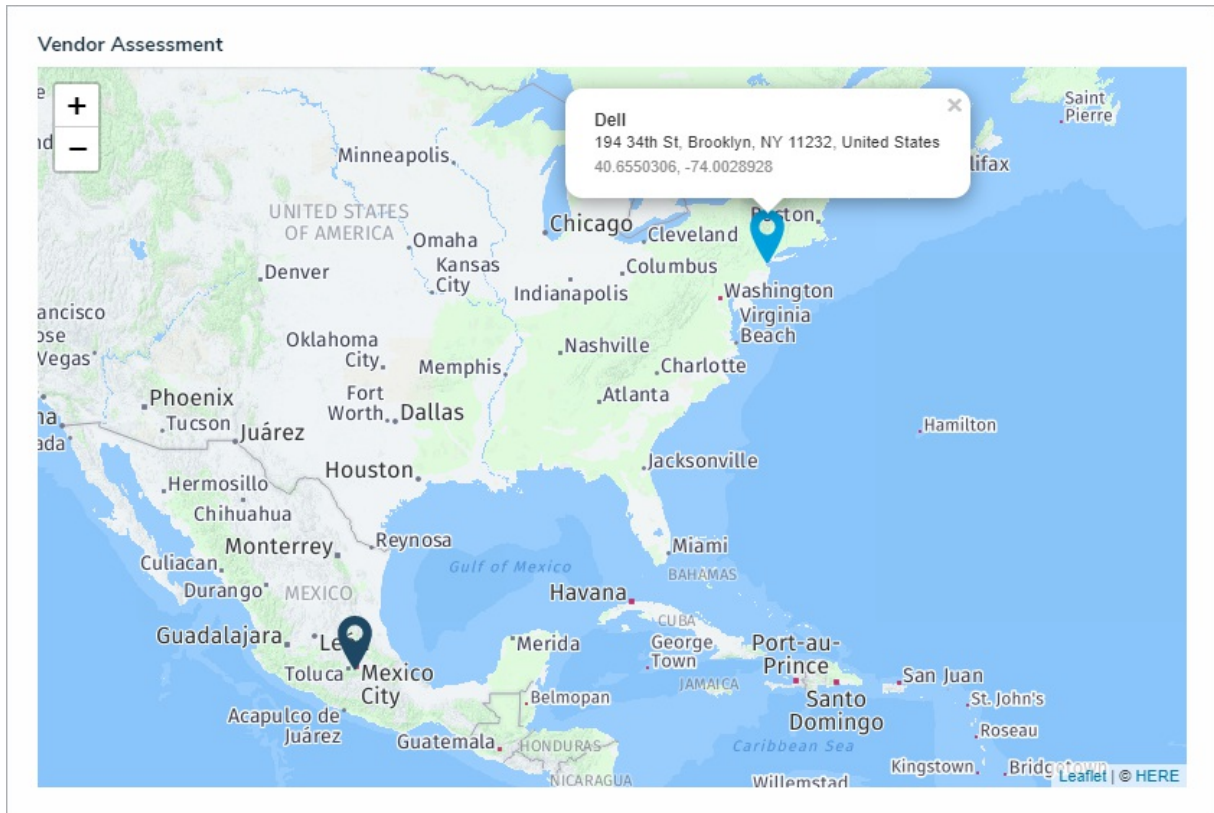 Vendor Assessment
+
−
Dell
194 34th St, Brooklyn, NY 11232, United States
40.6550306, -74.0028928
×
Saint
Pierre
lifax
Minneapolis
UNITED STATES
OF AMERICA
Chicago
Cleveland
Omaha
Denver
Kansas
City
Columbus
Indianapolis
Washington
Virginia
Beach
ancisco
ose
Vegas
Oklahoma
City
Memphis
Nashville
Charlotte
Fort
Worth
Dallas
Atlanta
Phoenix
Tucson
Juárez
Hamilton
Houston
Jacksonville
Hermosillo
Chihuahua
Monterrey
Reynosa
Culiacan
Durango
MEXICO
Gulf of Mexico
Miami
BAHAMAS
Havana
CUBA
Guadalajara
Le
Toluca
Mexico
City
Merida
George
Town
JAMAICA
Port-au-
Prince
Santo
Domingo
San Juan
St. John's
Roseau
Belmopan
Acapulco de
Juárez
Guatemala
HONDURAS
NICARAGUA
Caribbean Sea
Willemstad
Kingstown
Leaflet | © HERE